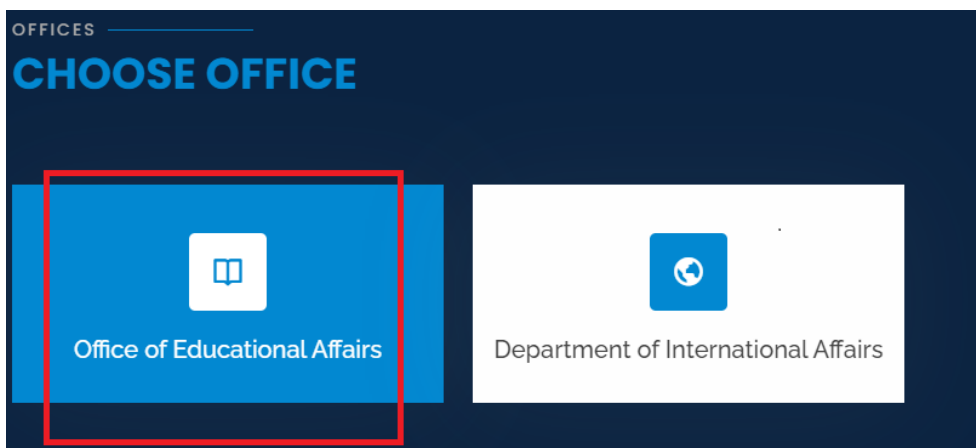 OFFICES
CHOOSE OFFICE
Office of Educational Affairs
Department of International Affairs